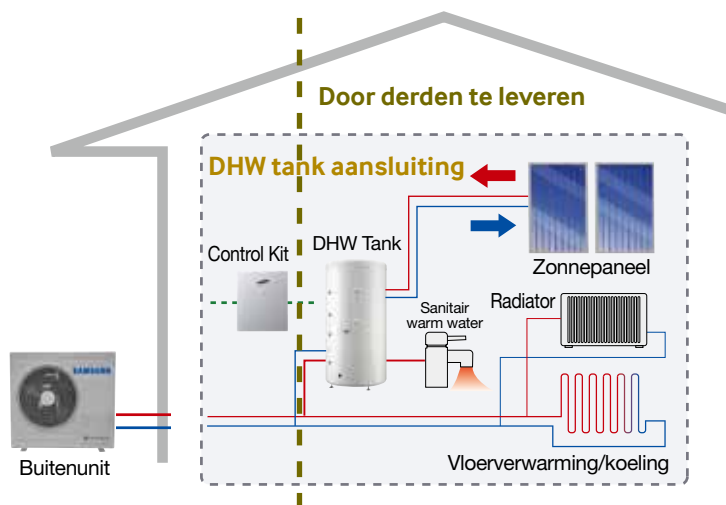 Door derden te leveren
DHW tank aansluiting
Control Kit
DHW Tank
Zonnepaneel
Radiator
Sanitair
warm water
SAMSUNG
Buitenunit
Vloerverwarming/koeling